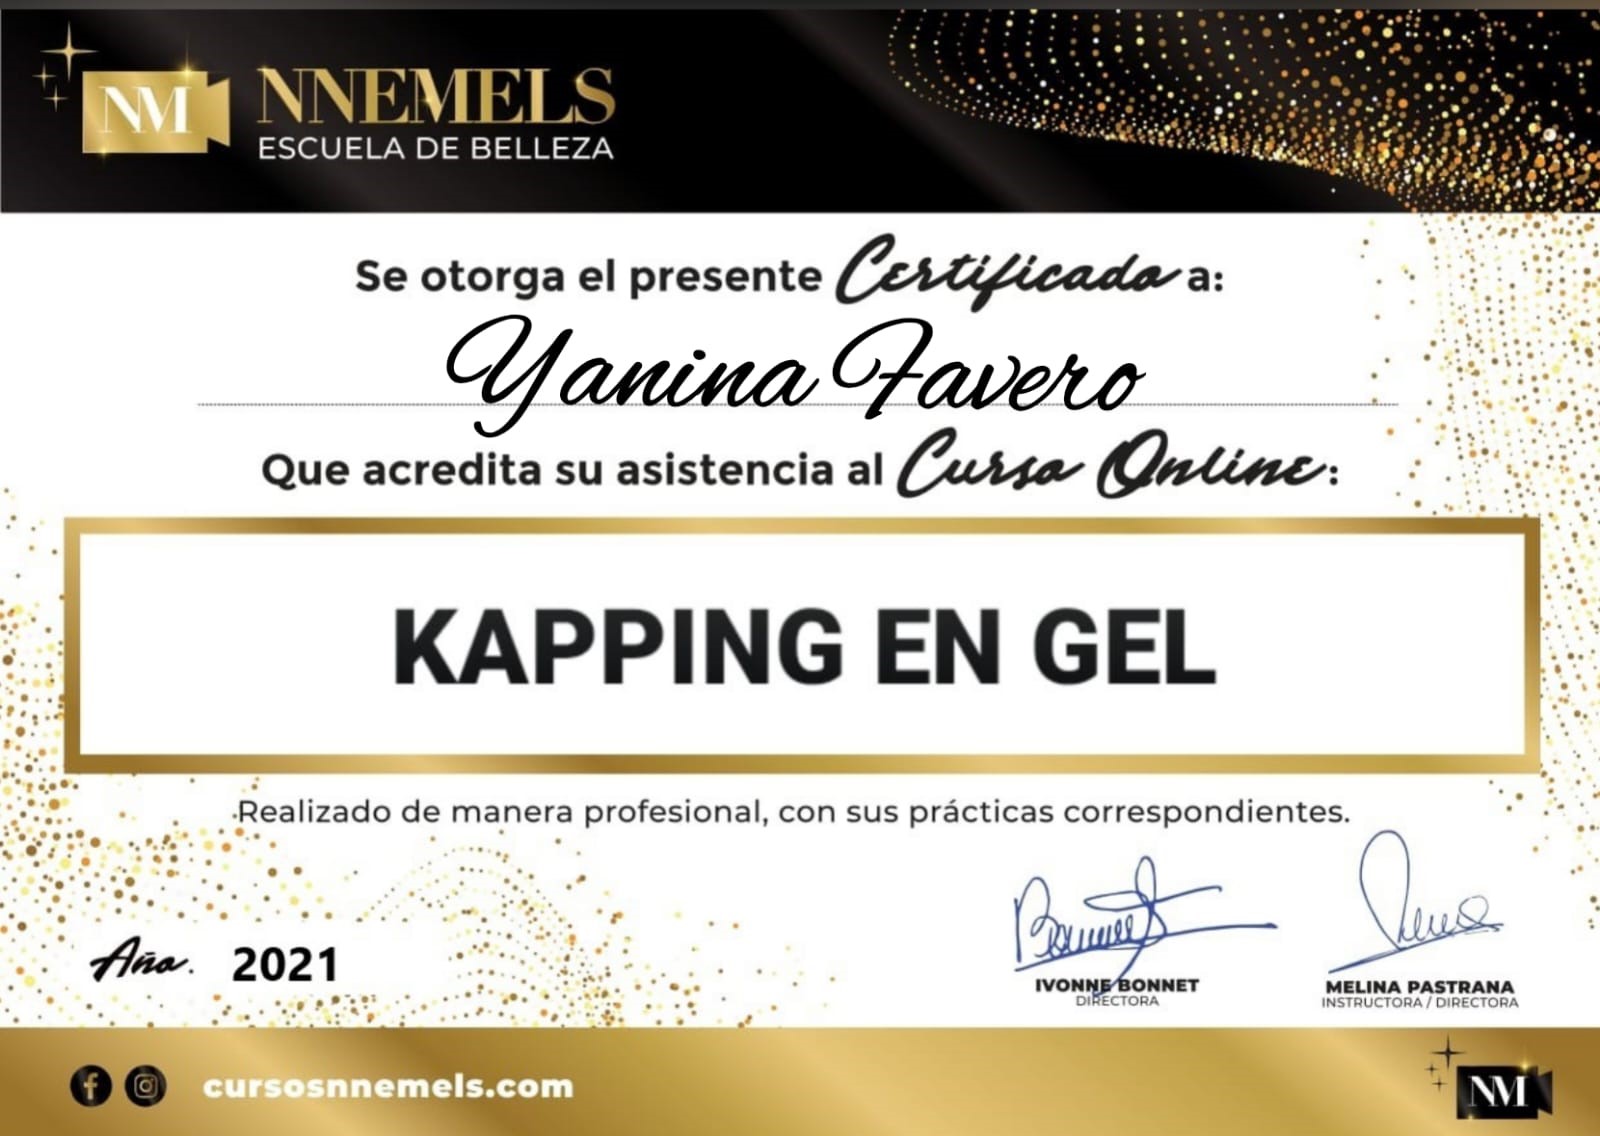 NM
NNEMELS
ESCUELA DE BELLEZA
Se otorga el presente Certificado a:
Yanina Favero
Que acredita su asistencia al Curso Online:
KAPPING EN GEL
Realizado de manera profesional, con sus prácticas correspondientes.
Año. 2021
IVONNE BONNET
DIRECTORA
MELINA PASTRANA
INSTRUCTORA / DIRECTORA
cursosnnemels.com
NM